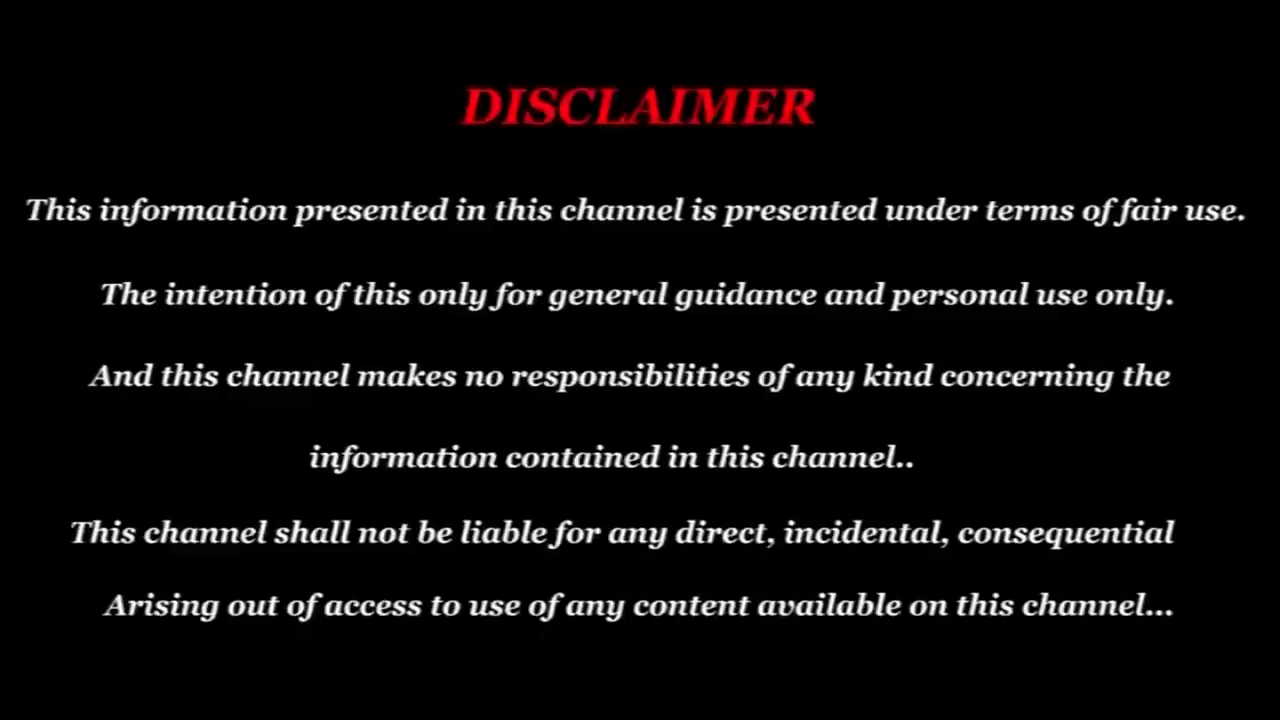 DISCLAIMER
This information presented in this channel is presented under terms of fair use.
The intention of this only for general guidance and personal use only.
And this channel makes no responsibilities of any kind concerning the
information contained in this channel..
This channel shall not be liable for any direct, incidental, consequential
Arising out of access to use of any content available on this channel...